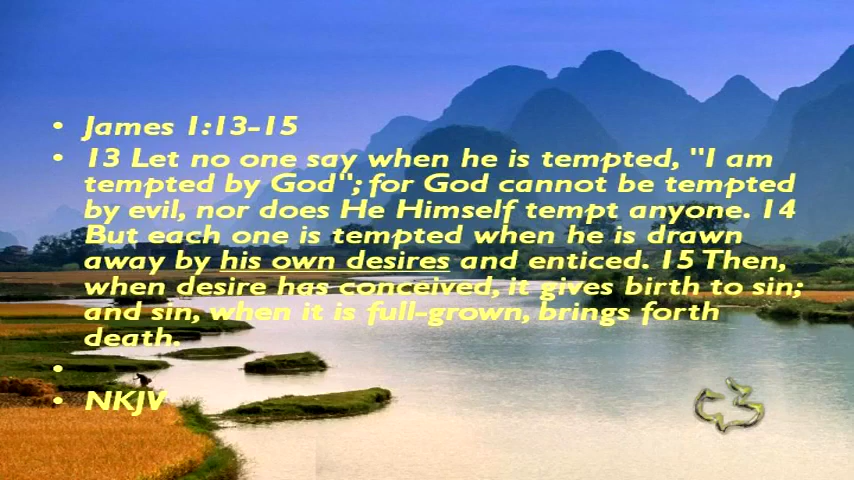 • James 1:13-15
• 13 Let no one say when he is tempted, "I am
tempted by God"; for God cannot be tempted
by evil, nor does He Himself tempt anyone. 14
But each one is tempted when he is drawn
away by his own desires and enticed. 15 Then,
when desire has conceived, it gives birth to sin;
and sin, when it is full-grown, brings forth
death.
•
• NKJV
C3